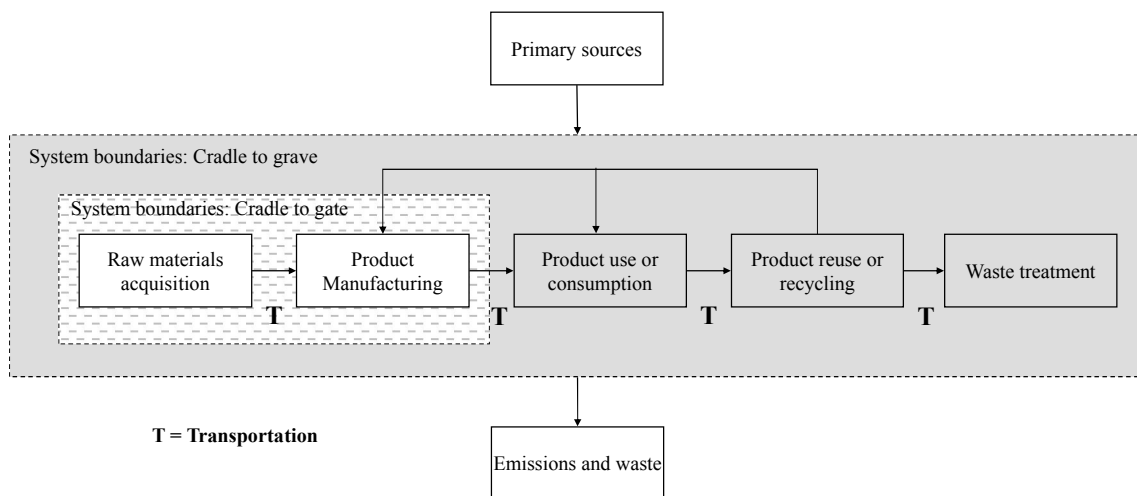 Primary sources
System boundaries: Cradle to grave
System boundaries: Cradle to gate
Raw materials
acquisition
Product
Manufacturing
Product use or
consumption
Product reuse or
recycling
Waste treatment
T
T
T
T
T = Transportation
Emissions and waste